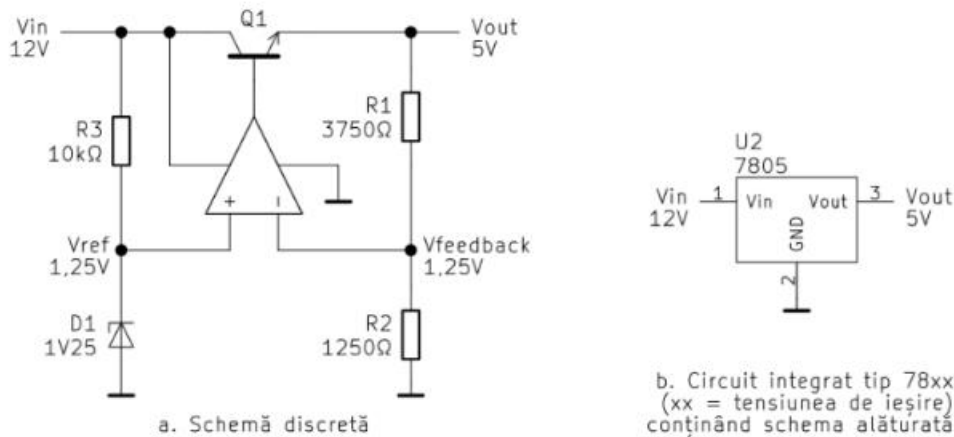 Q1
Vin
12V
Vout
5V
R3
10kΩ
R1
3750Ω
+ −
Vref
1,25V
Vfeedback
1,25V
D1
1V25
R2
1250Ω
a. Schemă discretă
U2
7805
Vin
12V
1
Vin
Vout
3
Vout
5V
GND
2
b. Circuit integrat tip 78xx
(xx = tensiunea de ieșire)
conținând schema alăturată